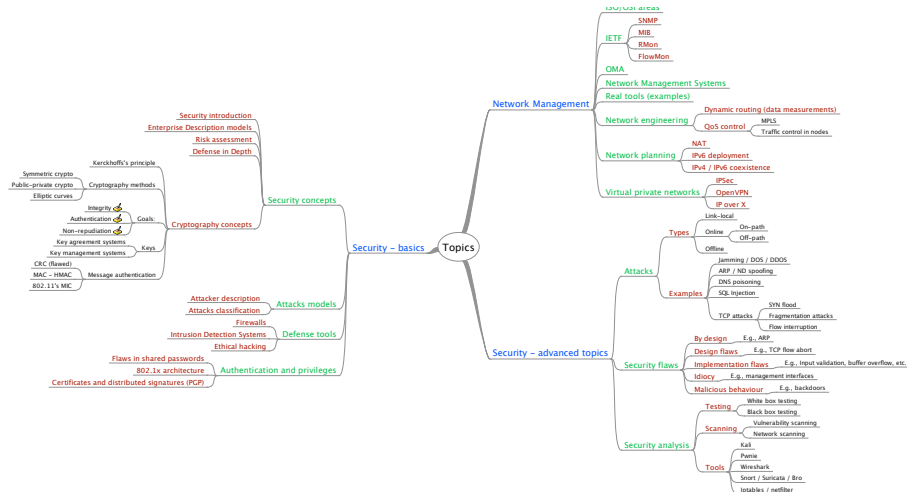 Topics
Network Management
ISO/OSI areas
IETF
SNMP
MIB
RMon
FlowMon
OMA
Network Management Systems
Real tools (examples)
Network engineering
Dynamic routing (data measurements)
QoS control
MPLS
Traffic control in nodes
Network planning
NAT
IPv6 deployment
IPv4 / IPv6 coexistence
Virtual private networks
IPSec
OpenVPN
IP over X
Security - advanced topics
Attacks
Types
Link-local
Online
On-path
Off-path
Offline
Examples
Jamming / DOS / DDOS
ARP / ND spoofing
DNS poisoning
SQL Injection
TCP attacks
SYN flood
Fragmentation attacks
Flow interruption
Security flaws
By design
E.g., ARP
Design flaws
E.g., TCP flow abort
Implementation flaws
E.g., Input validation, buffer overflow, etc.
Idiocy
E.g., management interfaces
Malicious behaviour
E.g., backdoors
Security analysis
Testing
White box testing
Black box testing
Scanning
Vulnerability scanning
Network scanning
Tools
Kali
Pwnie
Wireshark
Snort / Suricata / Bro
Iptables / netfilter
Security - basics
Security concepts
Security introduction
Enterprise Description models
Risk assessment
Defense in Depth
Cryptography concepts
Kerckhoffs's principle
Cryptography methods
Symmetric crypto
Public-private crypto
Elliptic curves
Goals:
Integrity
Authentication
Non-repudiation
Keys
Key agreement systems
Key management systems
Message authentication
CRC (flawed)
MAC - HMAC
802.11's MIC
Attacks models
Attacker description
Attacks classification
Defense tools
Firewalls
Intrusion Detection Systems
Ethical hacking
Authentication and privileges
Flaws in shared passwords
802.1x architecture
Certificates and distributed signatures (PGP)